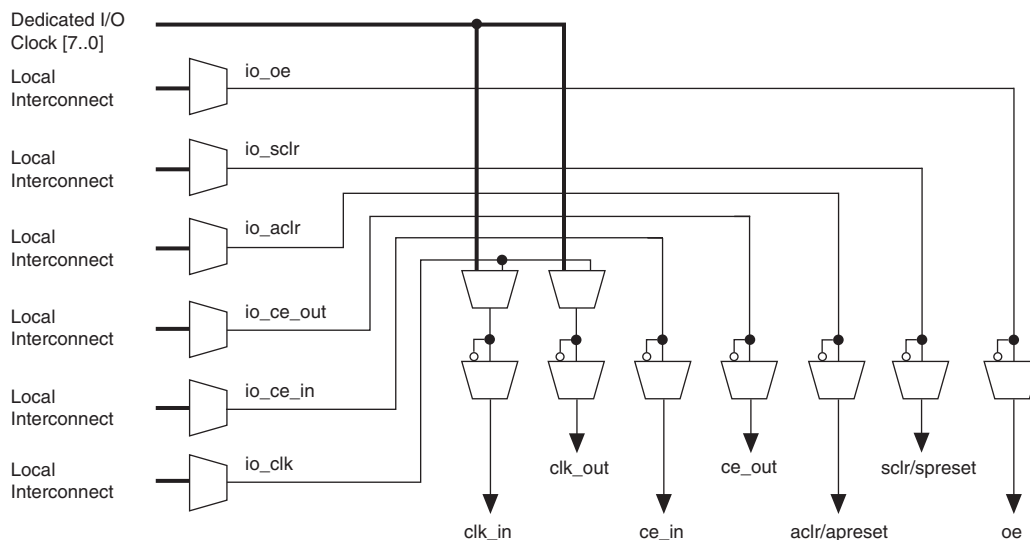 Dedicated I/O
Clock [7..0]
Local
Interconnect
io_oe
Local
Interconnect
io_sclr
Local
Interconnect
io_aclr
Local
Interconnect
io_ce_out
Local
Interconnect
io_ce_in
Local
Interconnect
io_clk
clk_out
ce_out
sclr/spreset
clk_in
ce_in
aclr/apreset
oe